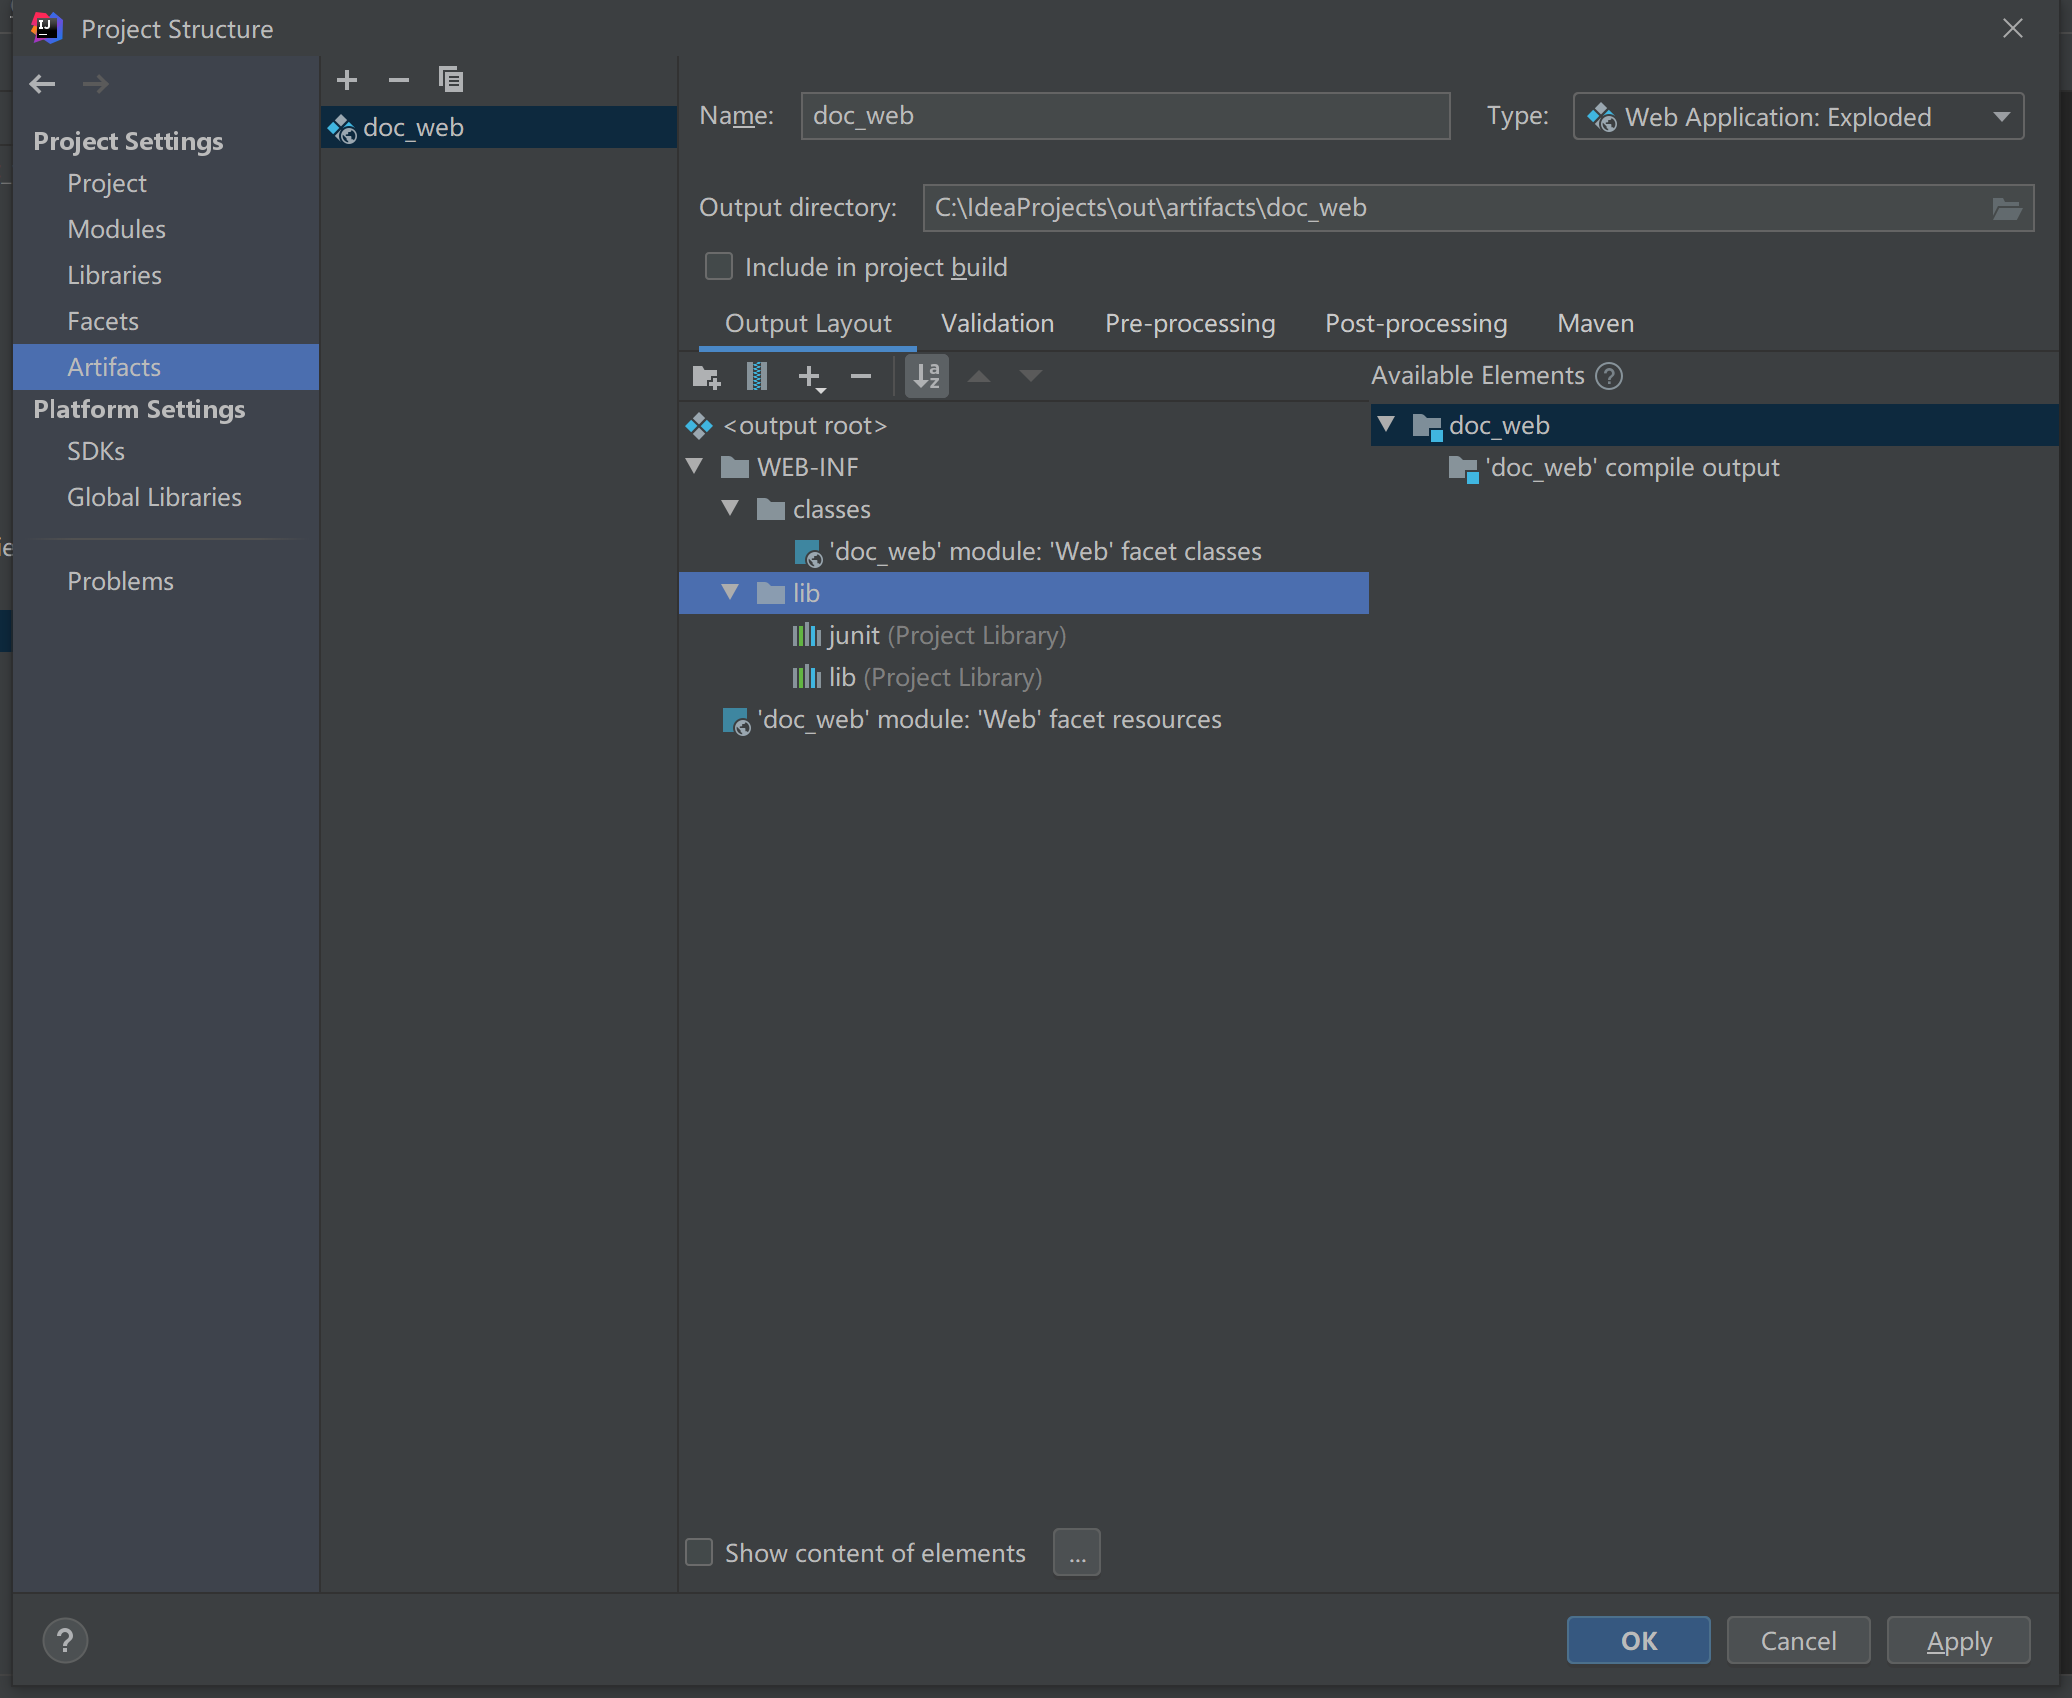 Project Structure
Project Settings
Project
Modules
Libraries
Facets
Artifacts
Platform Settings
SDKs
Global Libraries
Problems
doc_web
Name: doc_web Type: Web Application: Exploded
Output directory: C:\IdeaProjects\out\artifacts\doc_web
Include in project build
Output Layout Validation Pre-processing Post-processing Maven
Available Elements ?
<output root>
WEB-INF
classes
'doc_web' module: 'Web' facet classes
lib
junit (Project Library)
lib (Project Library)
'doc_web' module: 'Web' facet resources
doc_web
'doc_web' compile output
Show content of elements ...
? OK Cancel Apply